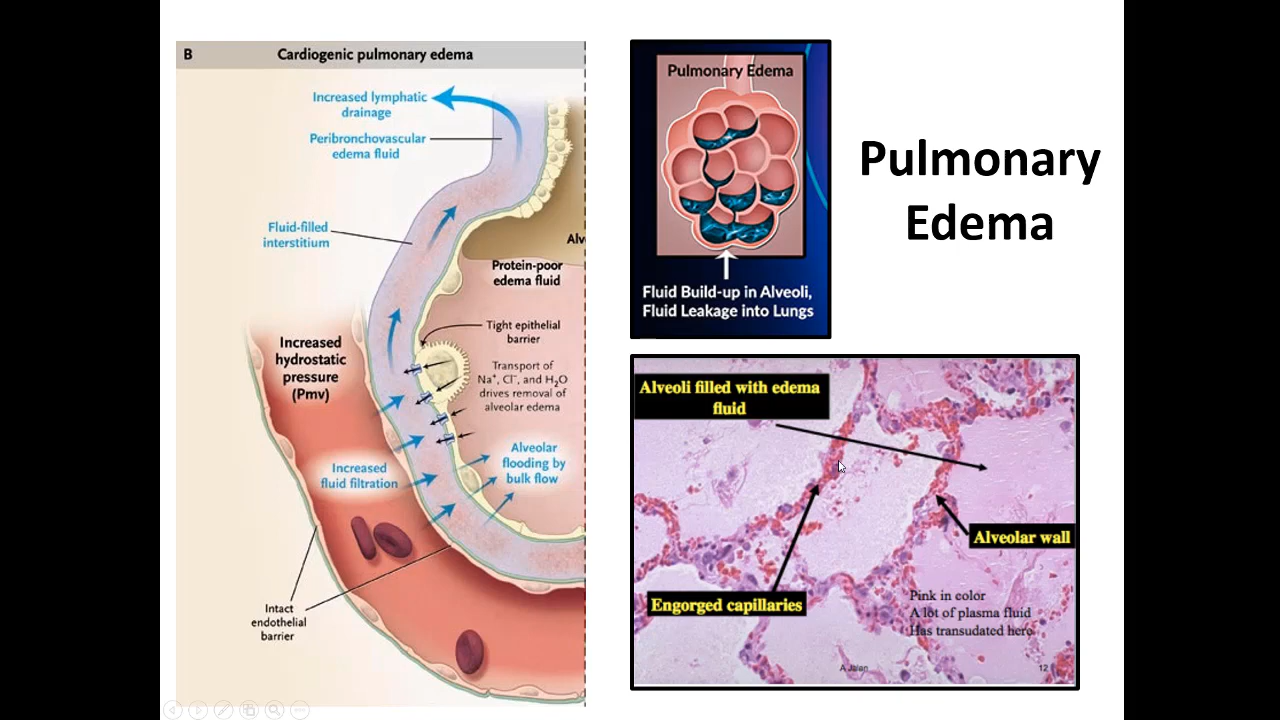 B
Cardiogenic pulmonary edema
Increased lymphatic
drainage
Peribronchovascular
edema fluid
Fluid-filled
interstitium
Alv
Protein-poor
edema fluid
Tight epithelial
barrier
Increased
hydrostatic
pressure
(Pmv)
Transport of
Na⁺, Cl⁻, and H₂O
drives removal of
alveolar edema
Increased
fluid filtration
Alveolar
flooding by
bulk flow
Intact
endothelial
barrier
Pulmonary Edema
Fluid Build-up in Alveoli,
Fluid Leakage into Lungs
Pulmonary
Edema
Alveoli filled with edema
fluid
Alveolar wall
Engorged capillaries
Pink in color
A lot of plasma fluid
Has transudated here
A Jalan
12